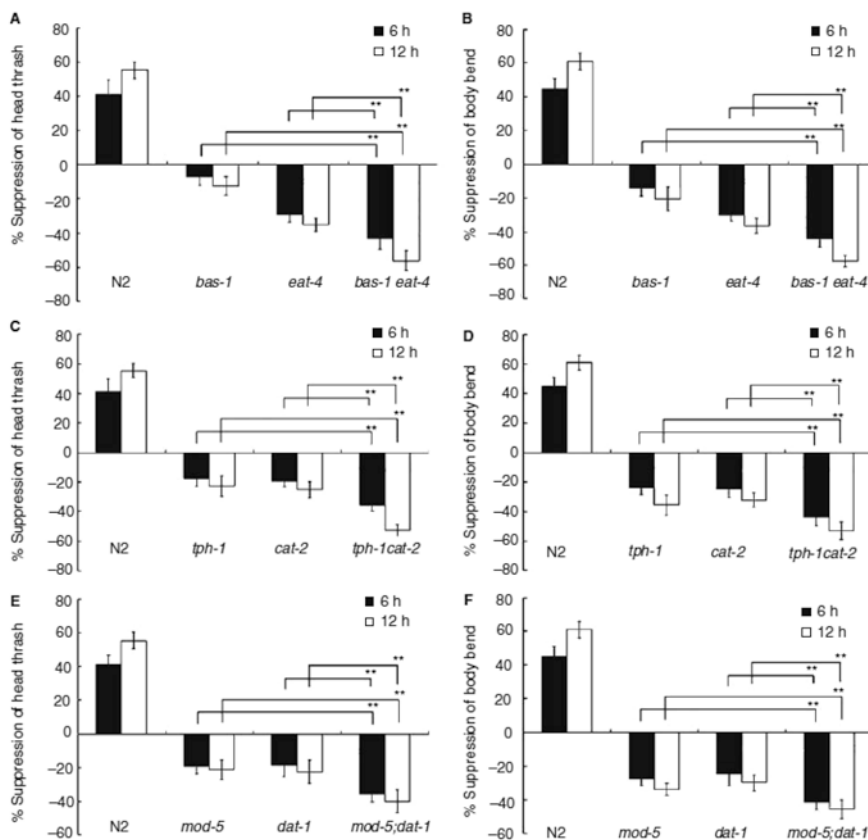 A
6 h
12 h
% Suppression of head thrash
80
60
40
20
0
–20
–40
–60
–80
**
**
**
**
N2 bas-1 eat-4 bas-1 eat-4
B
6 h
12 h
% Suppression of body bend
80
60
40
20
0
–20
–40
–60
–80
**
**
**
**
N2 bas-1 eat-4 bas-1 eat-4
C
6 h
12 h
% Suppression of head thrash
80
60
40
20
0
–20
–40
–60
–80
**
**
**
**
N2 tph-1 cat-2 tph-1cat-2
D
6 h
12 h
% Suppression of body bend
80
60
40
20
0
–20
–40
–60
–80
**
**
**
**
N2 tph-1 cat-2 tph-1cat-2
E
6 h
12 h
% Suppression of head thrash
80
60
40
20
0
–20
–40
–60
**
**
**
**
N2 mod-5 dat-1 mod-5;dat-1
F
6 h
12 h
% Suppression of body bend
80
60
40
20
0
–20
–40
–60
**
**
**
**
N2 mod-5 dat-1 mod-5;dat-1